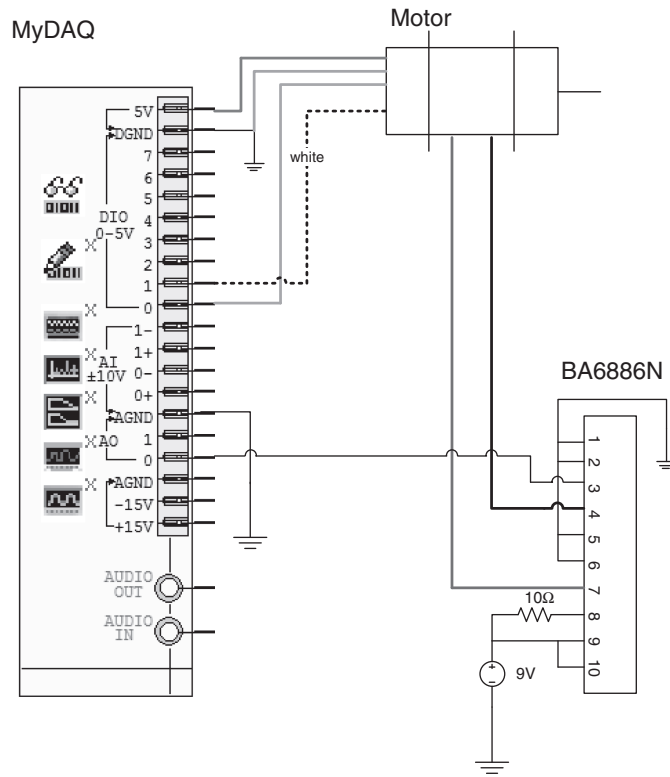 MyDAQ
Motor
5V
DGND
7
6
5
4
3
2
1
0
DIO
0-5V
white
X
X
X
X
X
1-
1+
0-
0+
AI
±10V
AGND
1
0
AO
AGND
-15V
+15V
AUDIO
OUT
AUDIO
IN
BA6886N
1
2
3
4
5
6
7
8
9
10
10Ω
9V
+
−